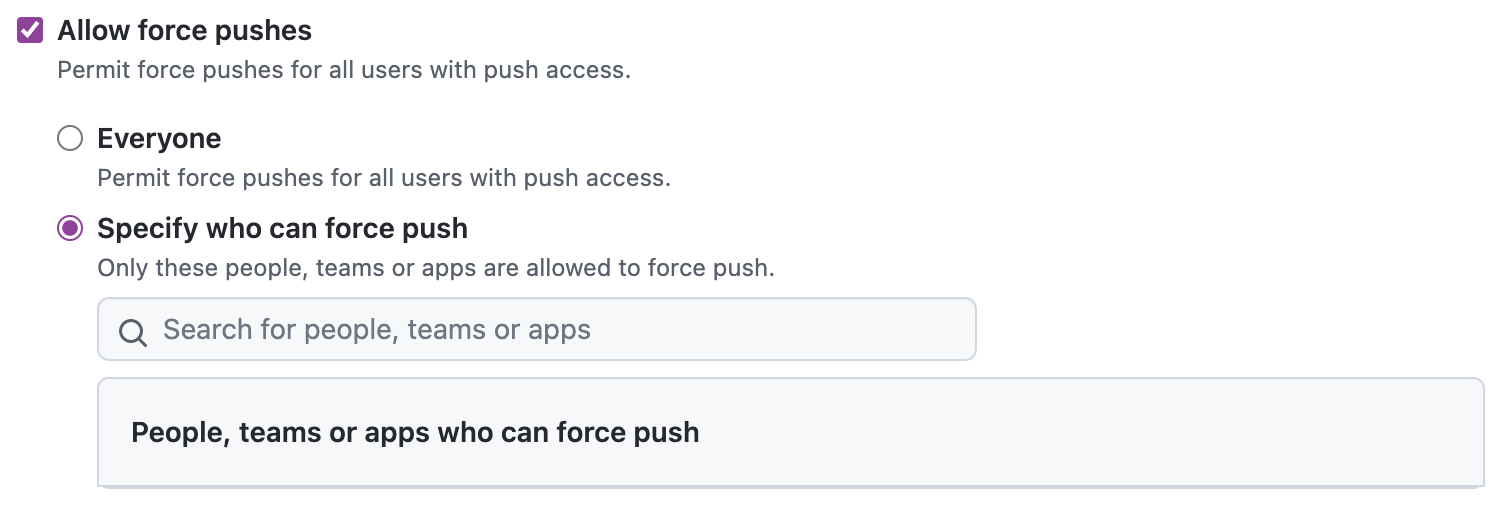 Allow force pushes
Permit force pushes for all users with push access.
Everyone
Permit force pushes for all users with push access.
Specify who can force push
Only these people, teams or apps are allowed to force push.
Search for people, teams or apps
People, teams or apps who can force push